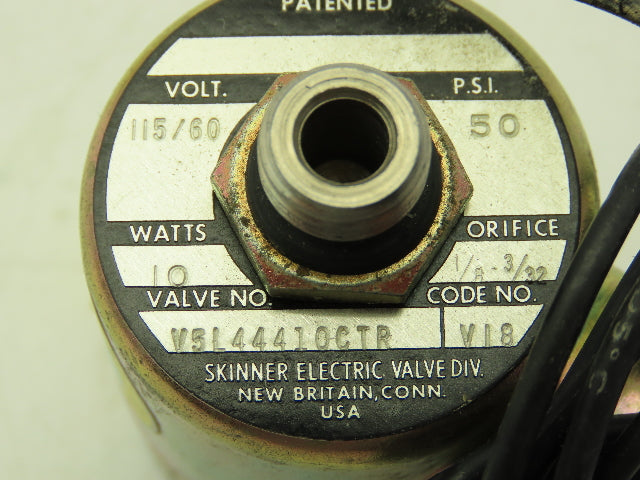 PATENTED
VOLT. P.S.I.
115/60 50
WATTS ORIFICE
10 1/8 - 3/32
VALVE NO. CODE NO.
V5L44410CTR V18
SKINNER ELECTRIC VALVE DIV.
NEW BRITAIN, CONN.
USA